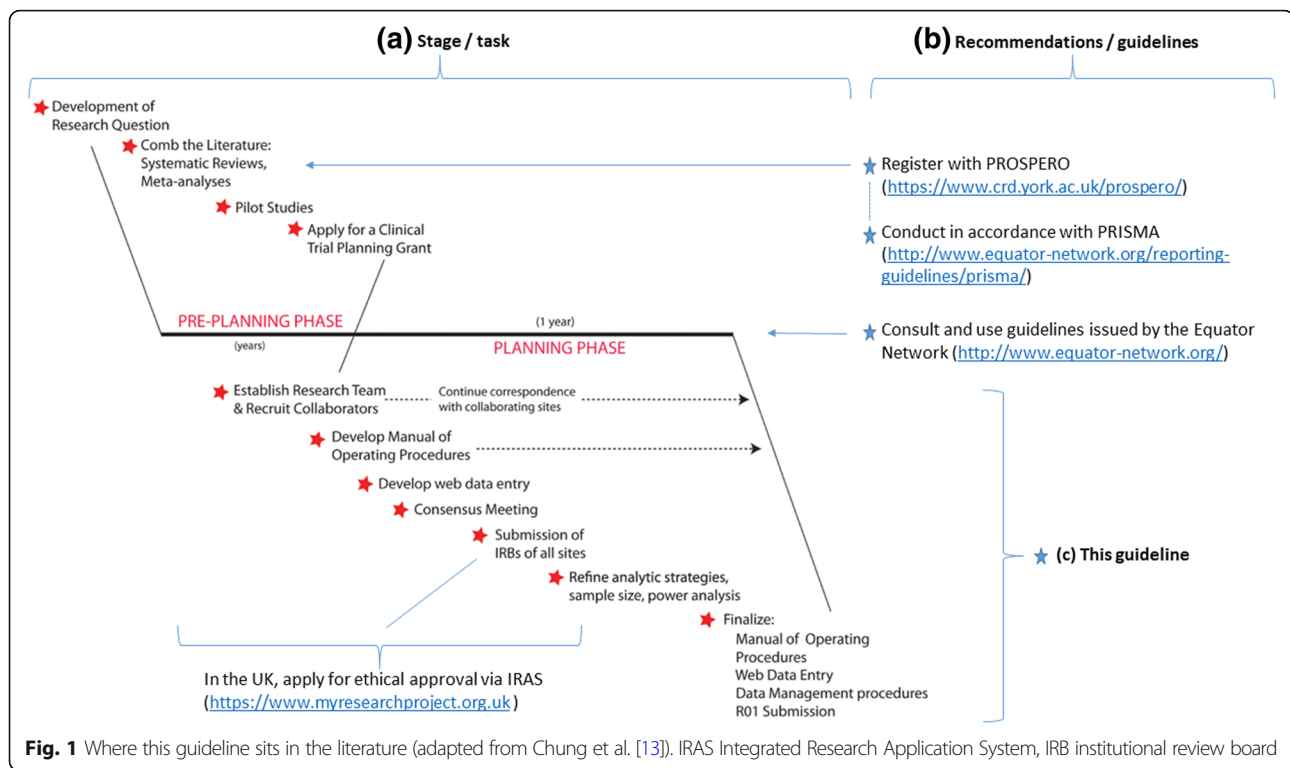 (a) Stage / task
(b) Recommendations / guidelines
Development of
Research Question
Comb the Literature:
Systematic Reviews,
Meta-analyses
Pilot Studies
Apply for a Clinical
Trial Planning Grant
Register with PROSPERO
(https://www.crd.york.ac.uk/prospero/)
Conduct in accordance with PRISMA
(http://www.equator-network.org/reporting-
guidelines/prisma/)
PRE-PLANNING PHASE
(years)
(1 year)
PLANNING PHASE
Consult and use guidelines issued by the Equator
Network (http://www.equator-network.org/)
Establish Research Team
& Recruit Collaborators
Continue correspondence
with collaborating sites
Develop Manual of
Operating Procedures
Develop web data entry
Consensus Meeting
Submission of
IRBs of all sites
Refine analytic strategies,
sample size, power analysis
Finalize:
Manual of Operating
Procedures
Web Data Entry
Data Management procedures
R01 Submission
(c) This guideline
In the UK, apply for ethical approval via IRAS
(https://www.myresearchproject.org.uk)
Fig. 1 Where this guideline sits in the literature (adapted from Chung et al. [13]). IRAS Integrated Research Application System, IRB institutional review board